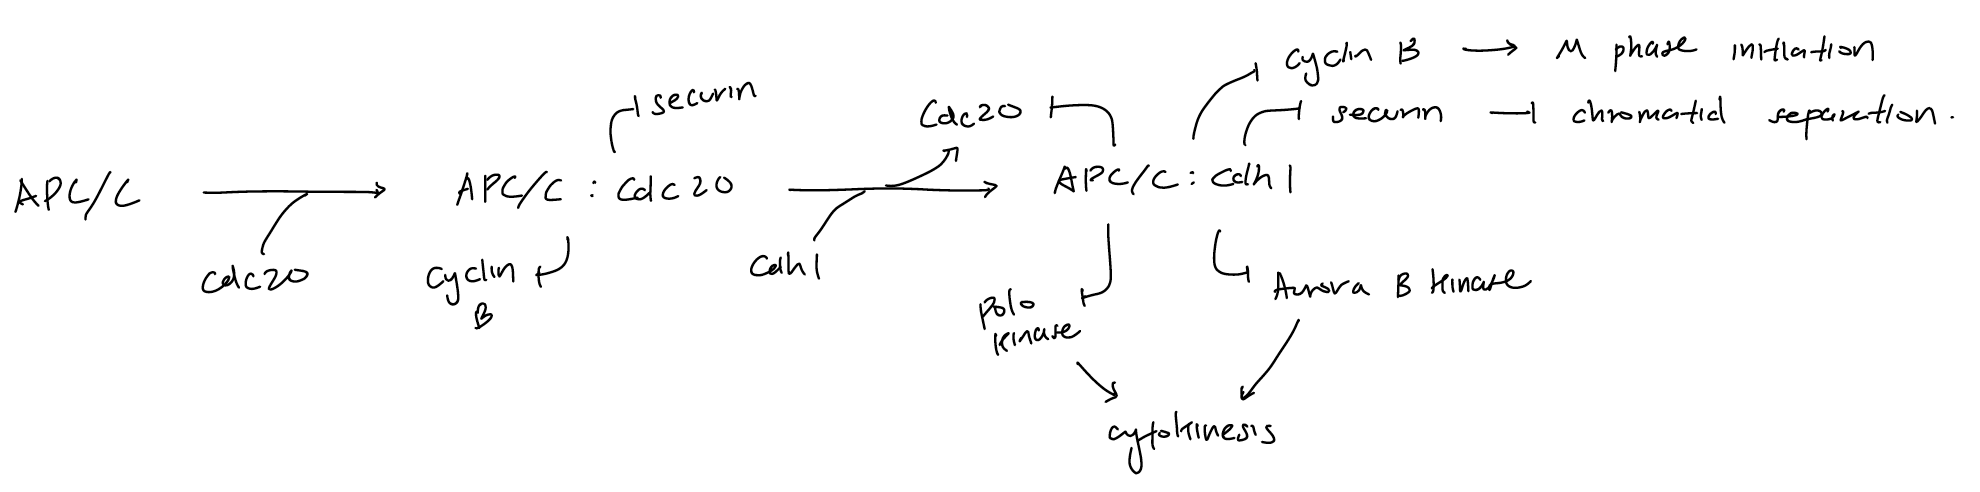 Cyclin B → M phase initiation
securin
Cdc20
securin ⊣ chromatid separation.
APC/C
APC/C : Cdc20
APC/C : Cdh1
Cdc20
Cyclin
B
Cdh1
Polo
kinase
Aurora B kinase
cytokinesis